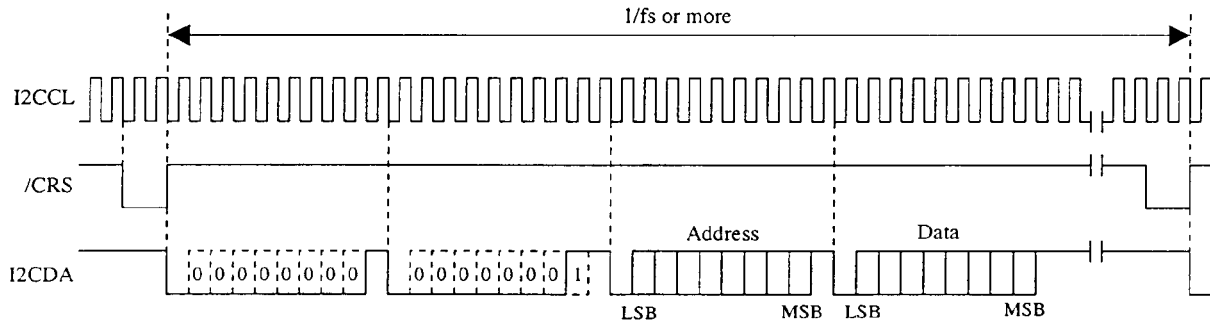 1/fs or more
I2CCL
/CRS
Address
Data
I2CDA
0 0 0 0 0 0 0 0
0 0 0 0 0 0 0 1
LSB
MSB
LSB
MSB